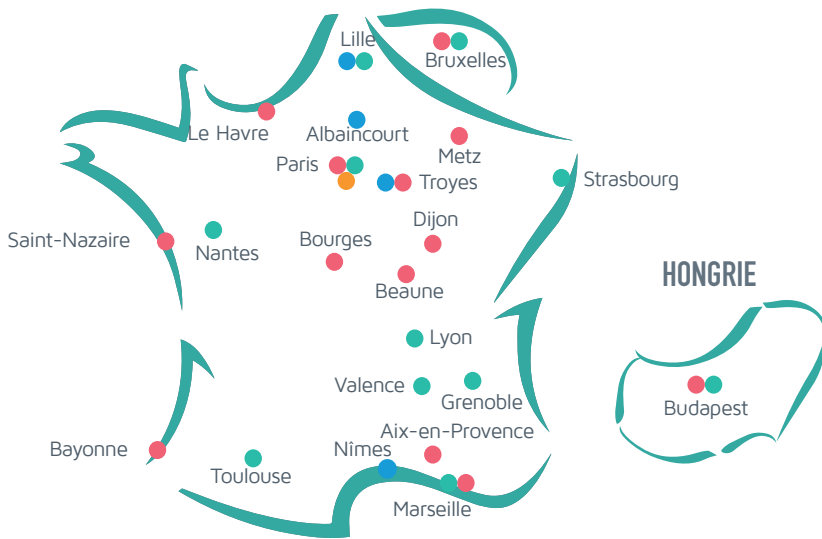 Lille
Bruxelles
Le Havre
Albaincourt
Metz
Paris
Troyes
Strasbourg
Saint-Nazaire
Nantes
Dijon
Bourges
Beaune
HONGRIE
Lyon
Valence
Grenoble
Budapest
Aix-en-Provence
Bayonne
Nîmes
Toulouse
Marseille